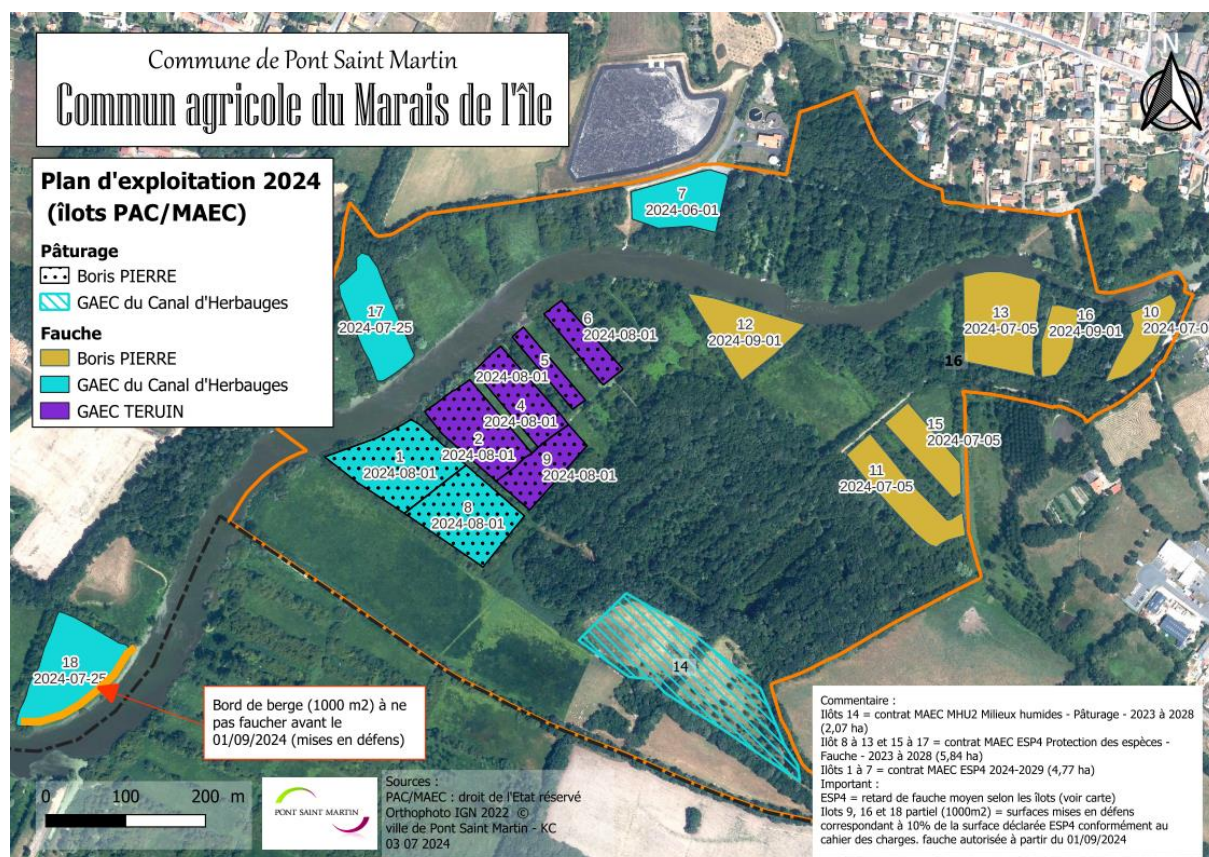 Commune de Pont Saint Martin
Commun agricole du Marais de l'île
N
Plan d'exploitation 2024
(îlots PAC/MAEC)
Pâturage
Boris PIERRE
GAEC du Canal d'Herbauges
Fauche
Boris PIERRE
GAEC du Canal d'Herbauges
GAEC TERUIN
7
2024-06-01
17
2024-07-25
6
2024-08-01
5
2024-08-01
4
2024-08-01
2
2024-08-01
9
2024-08-01
1
2024-08-01
8
2024-08-01
12
2024-09-01
13
2024-07-05
16
2024-09-01
10
2024-07-0
16
15
2024-07-05
11
2024-07-05
14
18
2024-07-25
Bord de berge (1000 m2) à ne
pas faucher avant le
01/09/2024 (mises en défens)
0 100 200 m
PONT SAINT MARTIN
Sources :
PAC/MAEC : droit de l'Etat réservé
Orthophoto IGN 2022 ©
ville de Pont Saint Martin - KC
03 07 2024
Commentaire :
Ilôts 14 = contrat MAEC MHU2 Milieux humides - Pâturage - 2023 à 2028
(2,07 ha)
Ilôt 8 à 13 et 15 à 17 = contrat MAEC ESP4 Protection des espèces -
Fauche - 2023 à 2028 (5,84 ha)
Ilôts 1 à 7 = contrat MAEC ESP4 2024-2029 (4,77 ha)
Important :
ESP4 = retard de fauche moyen selon les îlots (voir carte)
Ilots 9, 16 et 18 partiel (1000m2) = surfaces mises en défens
correspondant à 10% de la surface déclarée ESP4 conformément au
cahier des charges. fauche autorisée à partir du 01/09/2024